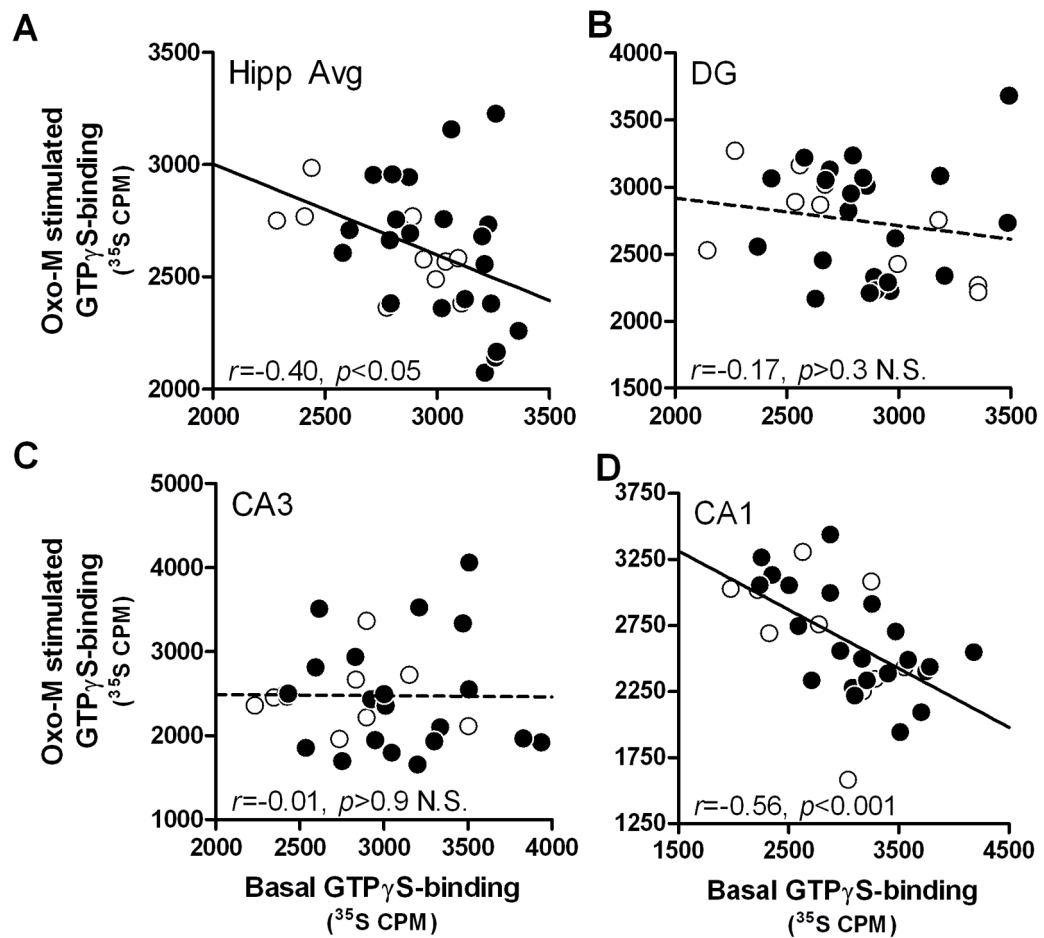 A
Hipp Avg
Oxo-M stimulated
GTPγS-binding
(³⁵S CPM)
3500
3000
2500
2000
r=-0.40, p<0.05
2000 2500 3000 3500
B
DG
4000
3500
3000
2500
2000
1500
r=-0.17, p>0.3 N.S.
2000 2500 3000 3500
C
CA3
Oxo-M stimulated
GTPγS-binding
(³⁵S CPM)
5000
4000
3000
2000
1000
r=-0.01, p>0.9 N.S.
2000 2500 3000 3500 4000
Basal GTPγS-binding
(³⁵S CPM)
D
CA1
3750
3250
2750
2250
1750
1250
r=-0.56, p<0.001
1500 2500 3500 4500
Basal GTPγS-binding
(³⁵S CPM)